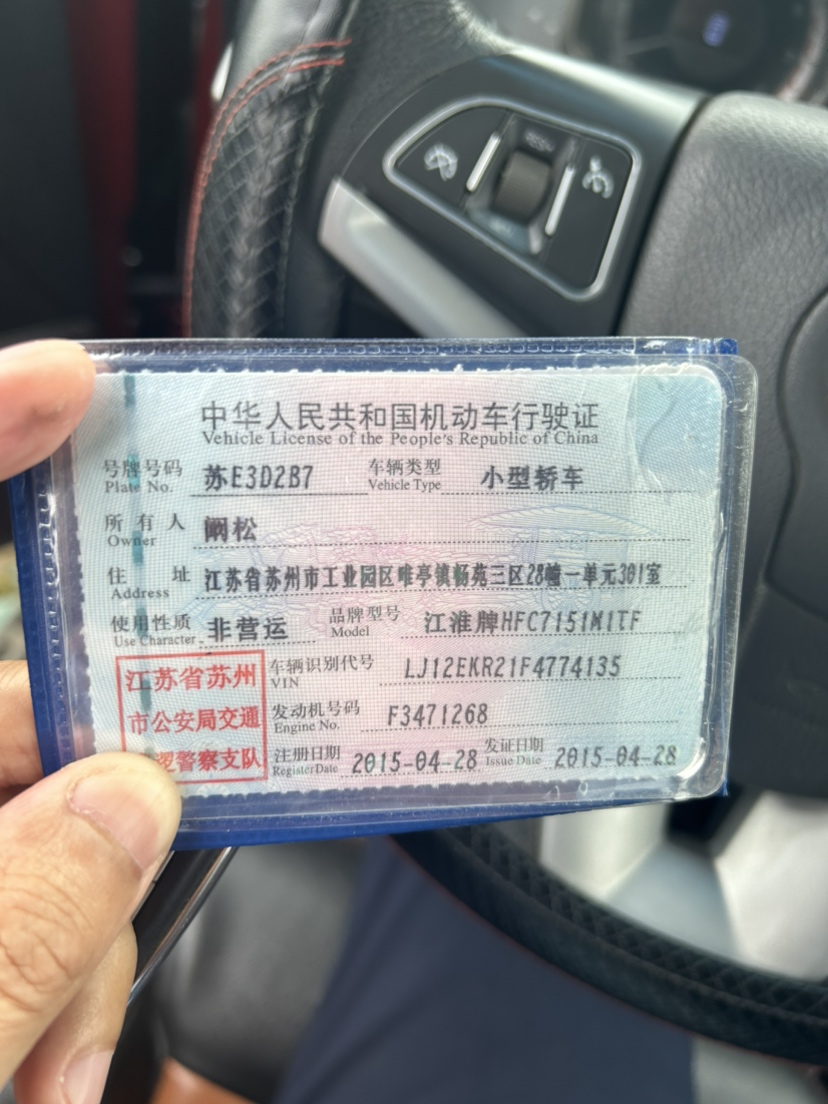 中华人民共和国机动车行驶证
Vehicle License of the People's Republic of China
号牌号码 苏E3D2B7 车辆类型 小型轿车
Plate No. Vehicle Type
所有人 阚松
Owner
住址 江苏省苏州市工业园区唯亭镇杨苑三区28幢一单元301室
Address
使用性质 非营运 品牌型号 江淮牌HFC7151M1TF
Use Character Model
江苏省苏州
市公安局交通
警察支队
车辆识别代号 LJ12EKR21F4774135
VIN
发动机号码 F3471268
Engine No.
注册日期 2015-04-28 发证日期 2015-04-28
Register Date Issue Date